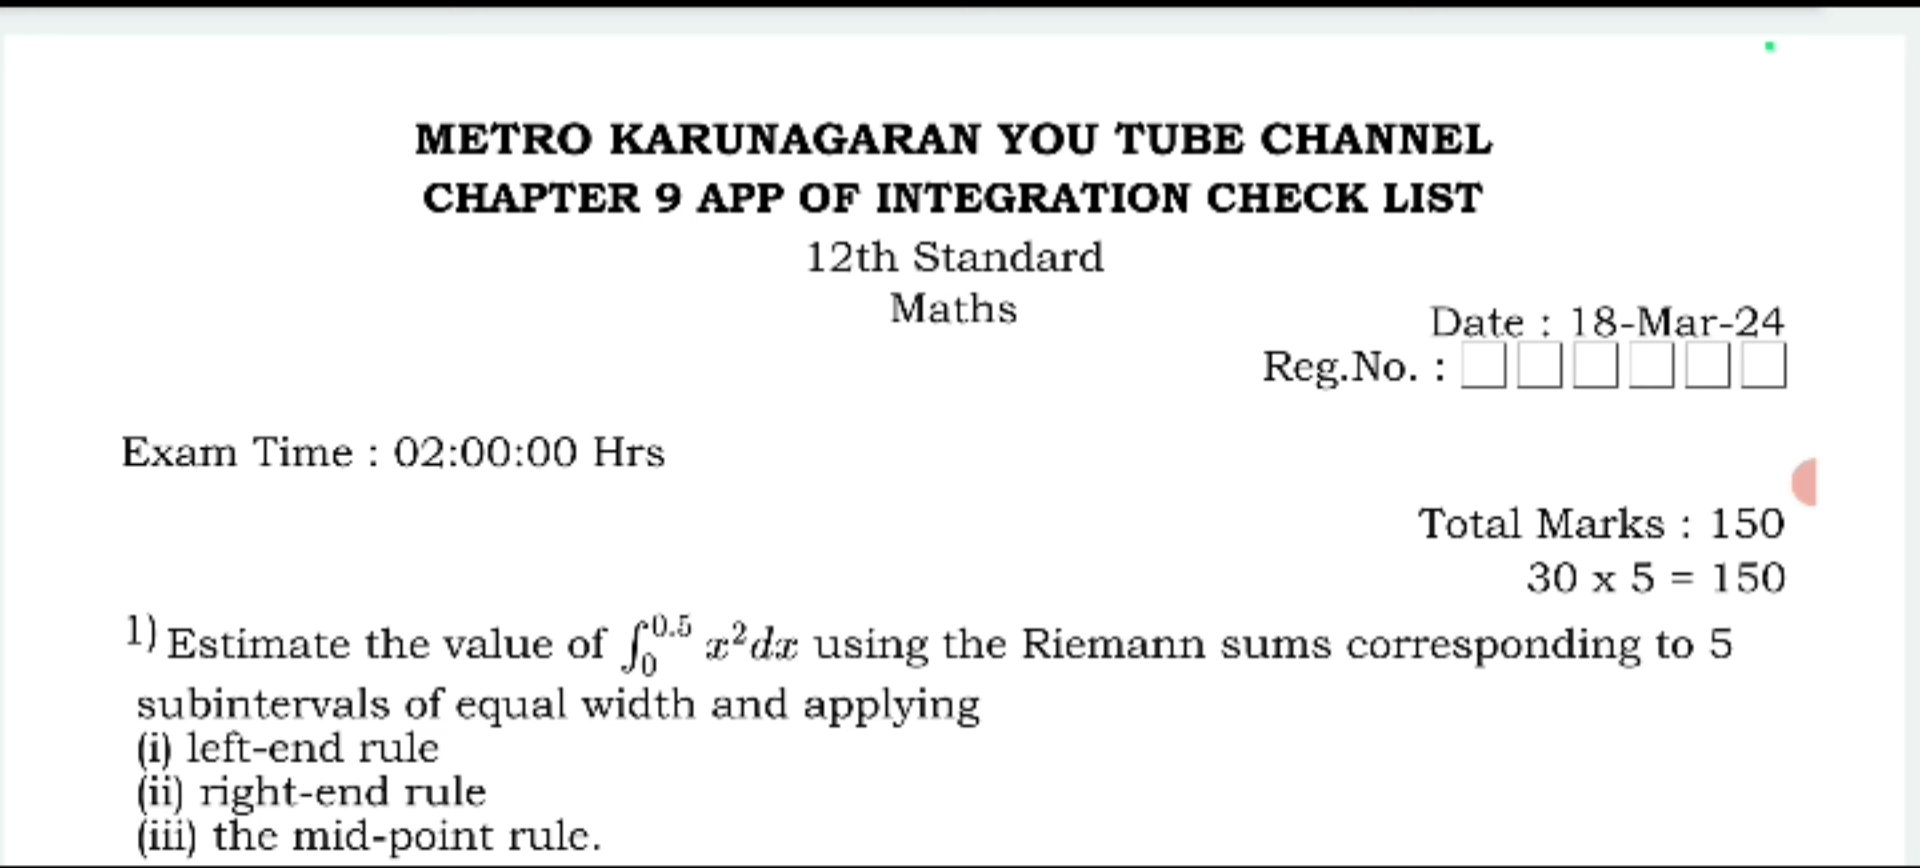 METRO KARUNAGARAN YOU TUBE CHANNEL
CHAPTER 9 APP OF INTEGRATION CHECK LIST
12th Standard
Maths
Date : 18-Mar-24
Reg.No. :
Exam Time : 02:00:00 Hrs
Total Marks : 150
30 x 5 = 150
1) Estimate the value of ∫₀^0.5 x²dx using the Riemann sums corresponding to 5
subintervals of equal width and applying
(i) left-end rule
(ii) right-end rule
(iii) the mid-point rule.